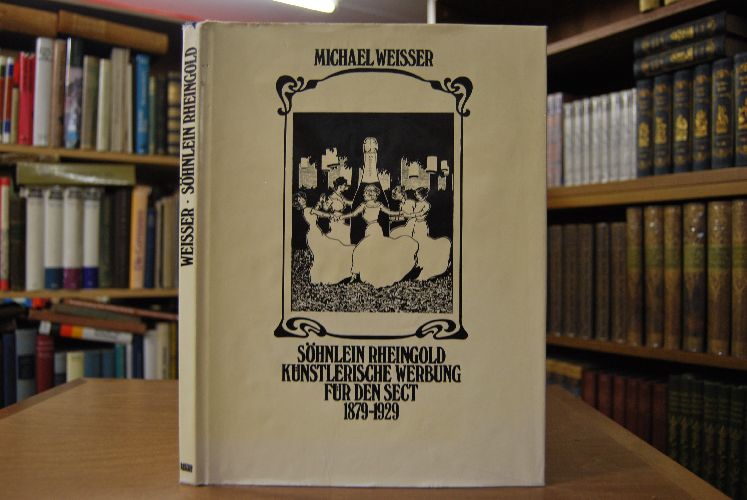 WEISSER · SÖHNLEIN RHEINGOLD
MICHAEL WEISSER
SÖHNLEIN RHEINGOLD
KÜNSTLERISCHE WERBUNG
FÜR DEN SECT
1879-1929